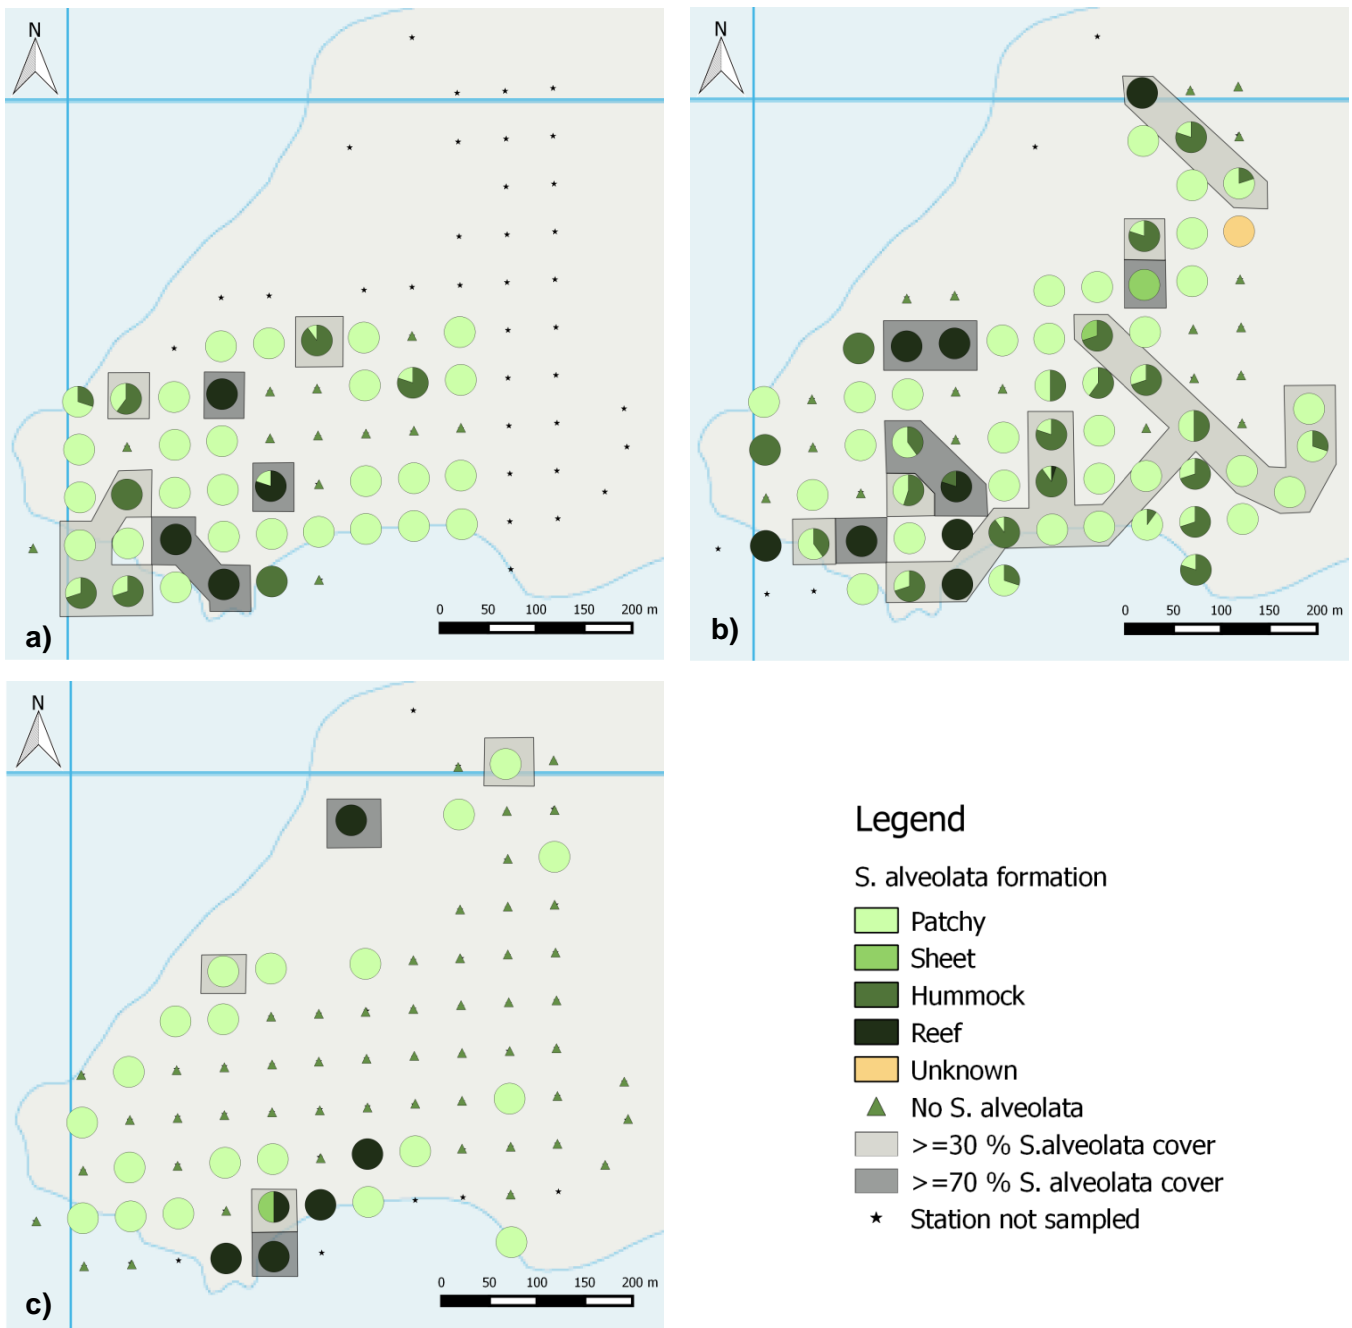 N
0 50 100 150 200 m
a)
N
0 50 100 150 200 m
b)
N
0 50 100 150 200 m
c)
Legend
S. alveolata formation
Patchy
Sheet
Hummock
Reef
Unknown
No S. alveolata
>=30 % S.alveolata cover
>=70 % S. alveolata cover
Station not sampled